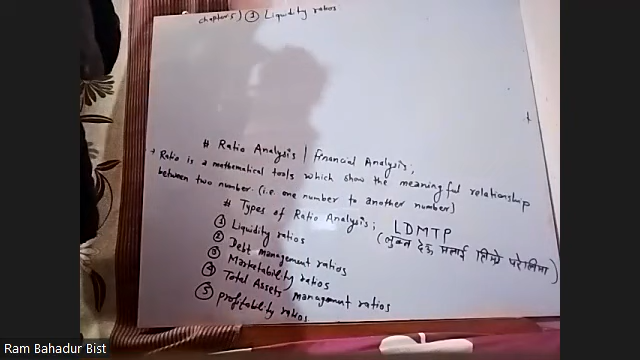 chapter 5) ① Liquidity ratios
# Ratio Analysis | Financial Analysis;
+ Ratio is a mathematical tools which show the meaningful relationship
between two number. (i.e. one number to another number)
# Types of Ratio Analysis; LDMTP
① Liquidity ratios (लुक्न देऊ मलाई तिम्रो पटोलिमा)
② Debt management ratios
③ Marketability ratios
④ Total Assets management ratios
⑤ profitability ratios
Ram Bahadur Bist